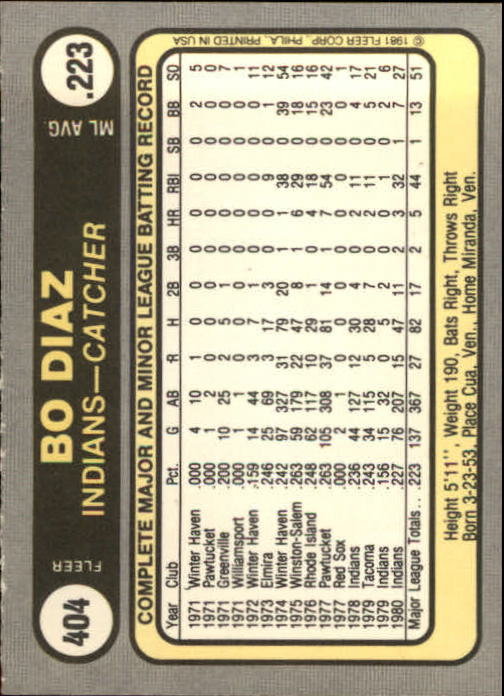 404
FLEER
BO DIAZ
INDIANS—CATCHER
ML AVG.
.223
COMPLETE MAJOR AND MINOR LEAGUE BATTING RECORD
Year Club Pct. G AB R H 2B 3B HR RBI SB BB SO
1971 Winter Haven .000 4 10 1 0 0 0 0 0 0 2 5
1971 Pawtucket .000 1 2 0 0 0 0 0 0 0 0 0
1971 Greenville .200 10 25 2 5 0 0 0 0 0 0 7
1971 Williamsport .000 1 1 0 0 0 0 0 0 0 0 0
1972 Winter Haven .159 14 44 3 7 1 0 0 0 0 2 11
1973 Elmira .246 25 69 3 17 3 0 0 9 0 1 12
1974 Winter Haven .242 97 327 31 79 20 1 1 38 0 39 54
1975 Winston-Salem .263 59 179 22 47 8 1 6 29 0 18 16
1976 Rhode Island .248 62 117 10 29 1 0 4 18 0 15 16
1977 Pawtucket .263 105 308 37 81 14 1 7 54 0 23 42
1977 Red Sox .000 2 1 0 0 0 0 0 0 0 0 1
1978 Indians .236 44 127 12 30 4 0 2 11 0 4 17
1979 Tacoma .243 34 115 5 28 7 0 2 11 0 5 21
1979 Indians .156 15 32 0 5 2 0 0 1 0 2 6
1980 Indians .227 76 207 15 47 11 2 3 32 1 7 27
Major League Totals... .223 137 367 27 82 17 2 5 44 1 13 51
Height 5'11", Weight 190, Bats Right, Throws Right
Born 3-23-53, Place Cua, Ven., Home Miranda, Ven.
© 1981 FLEER CORP., PHILA., PRINTED IN USA